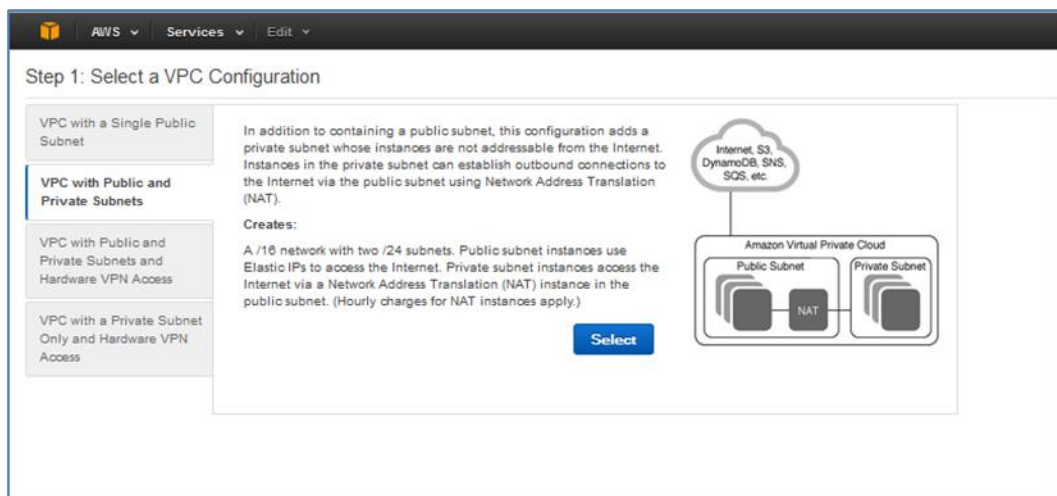 AWS Services Edit
Step 1: Select a VPC Configuration
VPC with a Single Public
Subnet
VPC with Public and
Private Subnets
VPC with Public and
Private Subnets and
Hardware VPN Access
VPC with a Private Subnet
Only and Hardware VPN
Access
In addition to containing a public subnet, this configuration adds a
private subnet whose instances are not addressable from the Internet.
Instances in the private subnet can establish outbound connections to
the Internet via the public subnet using Network Address Translation
(NAT).
Creates:
A /16 network with two /24 subnets. Public subnet instances use
Elastic IPs to access the Internet. Private subnet instances access the
Internet via a Network Address Translation (NAT) instance in the
public subnet. (Hourly charges for NAT instances apply.)
Select
Internet, S3,
DynamoDB, SNS,
SQS, etc.
Amazon Virtual Private Cloud
Public Subnet Private Subnet
NAT